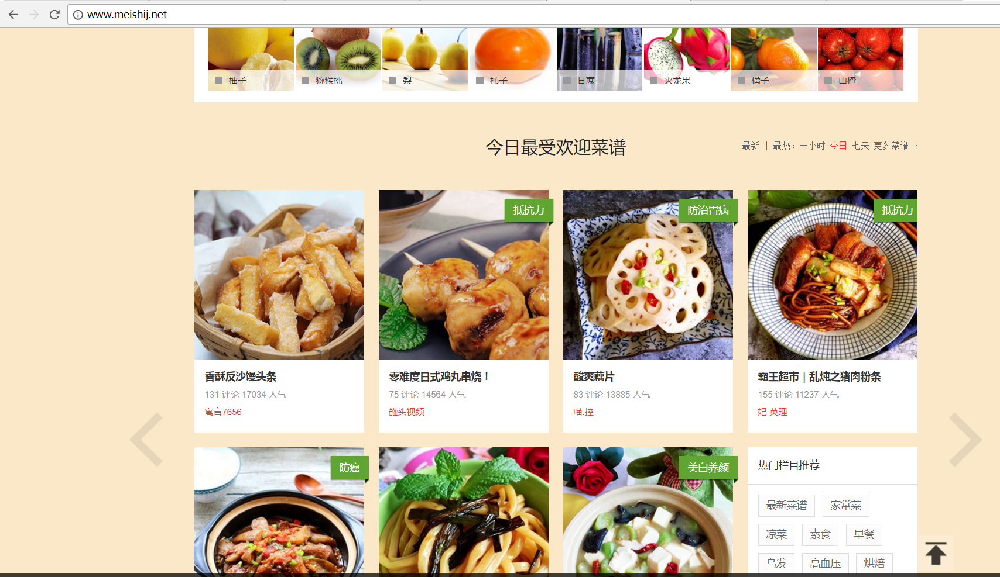 www.meishij.net
柚子 猕猴桃 梨 柿子 甘蔗 火龙果 橘子 山楂
今日最受欢迎菜谱
最新 | 最热：一小时 今日 七天 更多菜谱 >
抵抗力 防治胃病 抵抗力
香酥反沙馒头条 零难度日式鸡丸串烧！ 酸爽藕片 霸王超市｜乱炖之猪肉粉条
131 评论 17034 人气 75 评论 14564 人气 83 评论 13885 人气 155 评论 11237 人气
寓言7656 罐头视频 喵.控 妃·英理
防癌 美白养颜
热门栏目推荐
最新菜谱 家常菜
凉菜 素食 早餐
乌发 高血压 烘焙